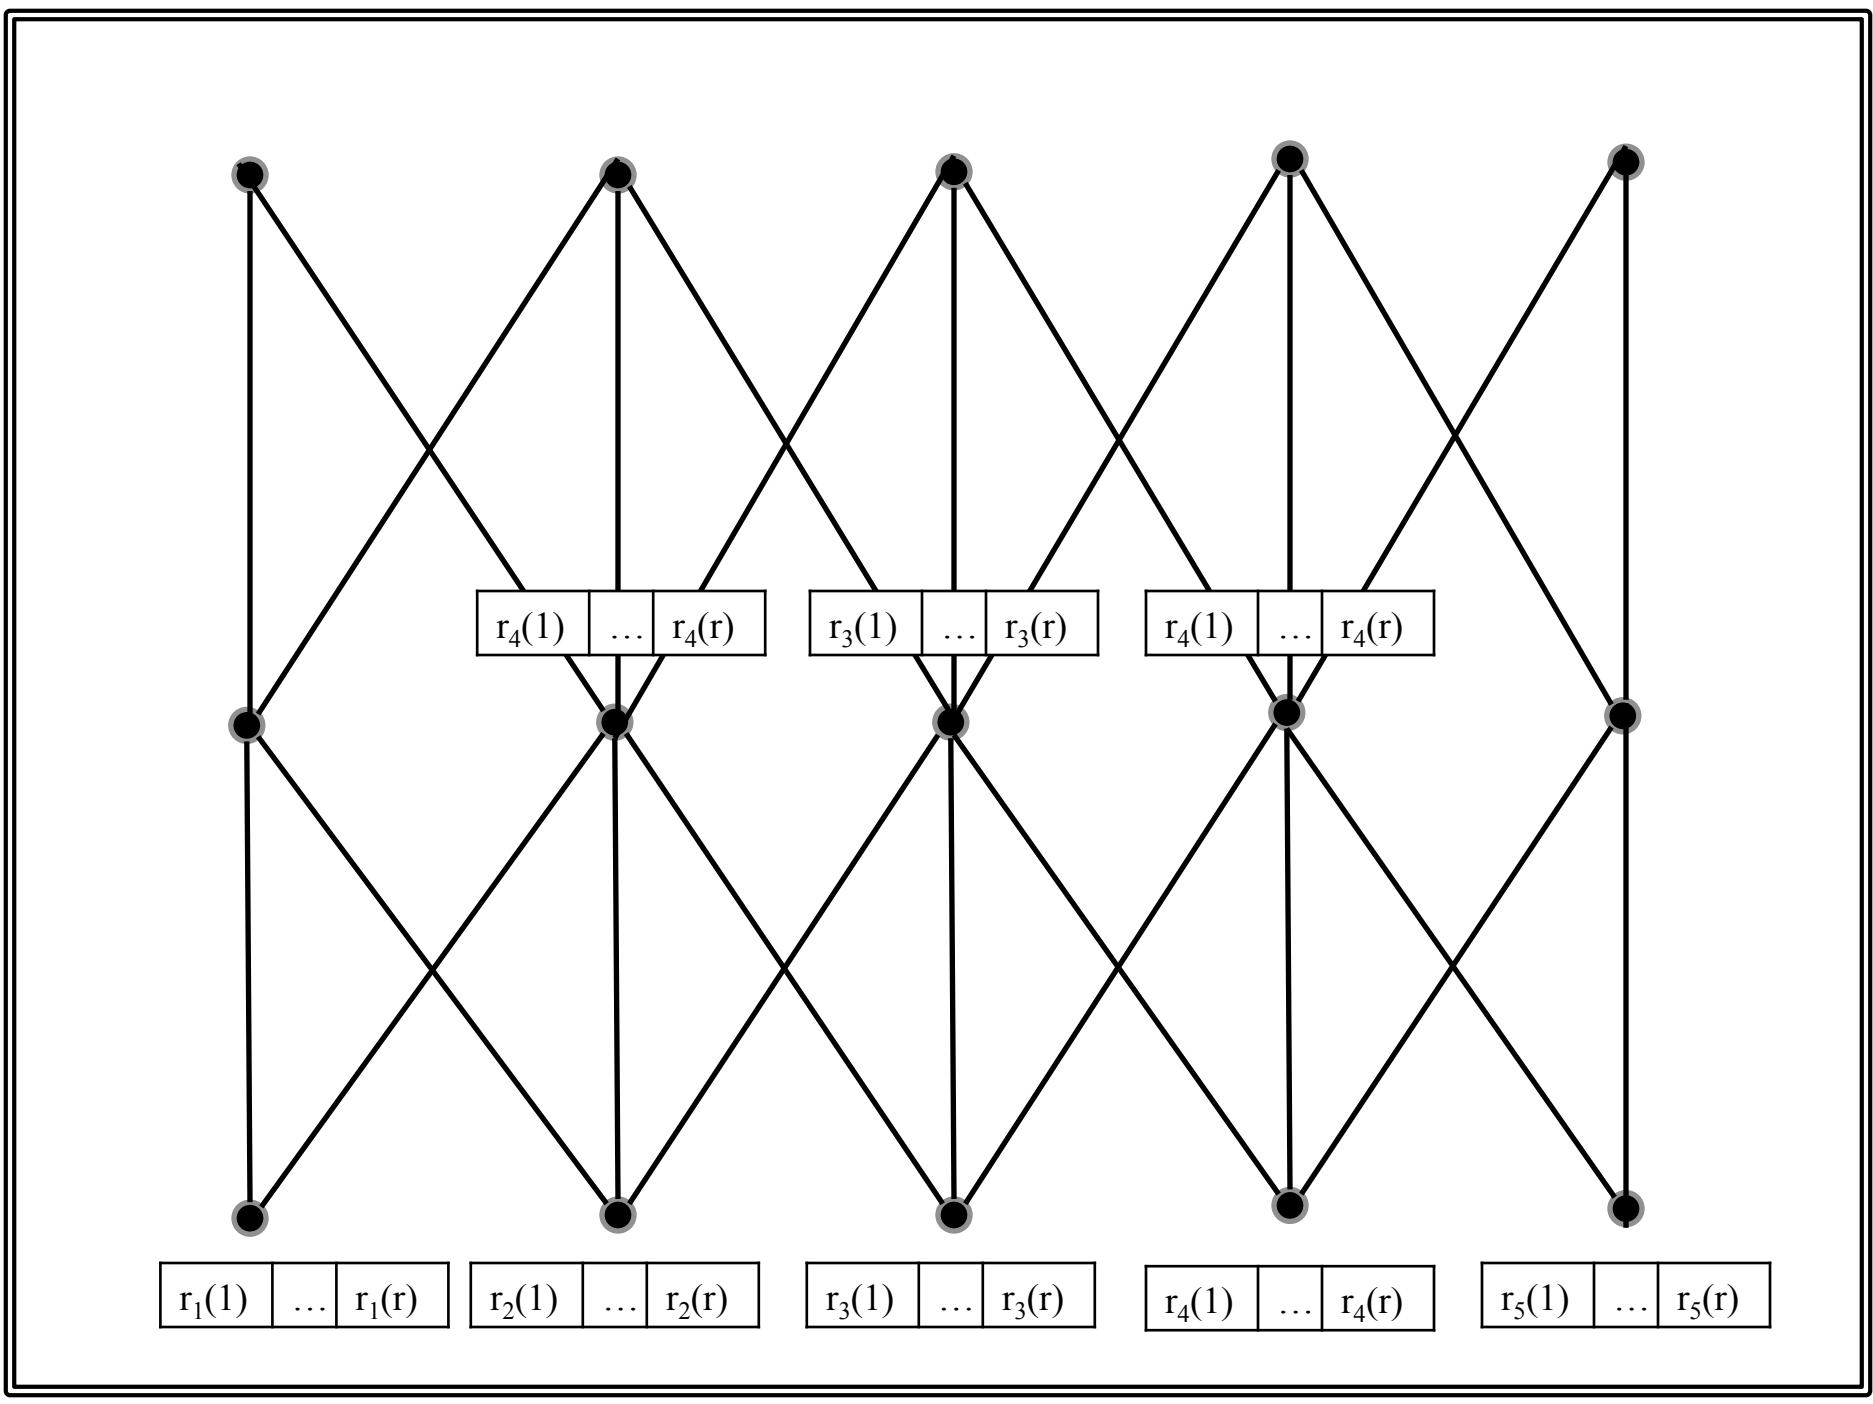 r₄(1) … r₄(r) r₃(1) … r₃(r) r₄(1) … r₄(r)
r₁(1) … r₁(r) r₂(1) … r₂(r) r₃(1) … r₃(r) r₄(1) … r₄(r) r₅(1) … r₅(r)